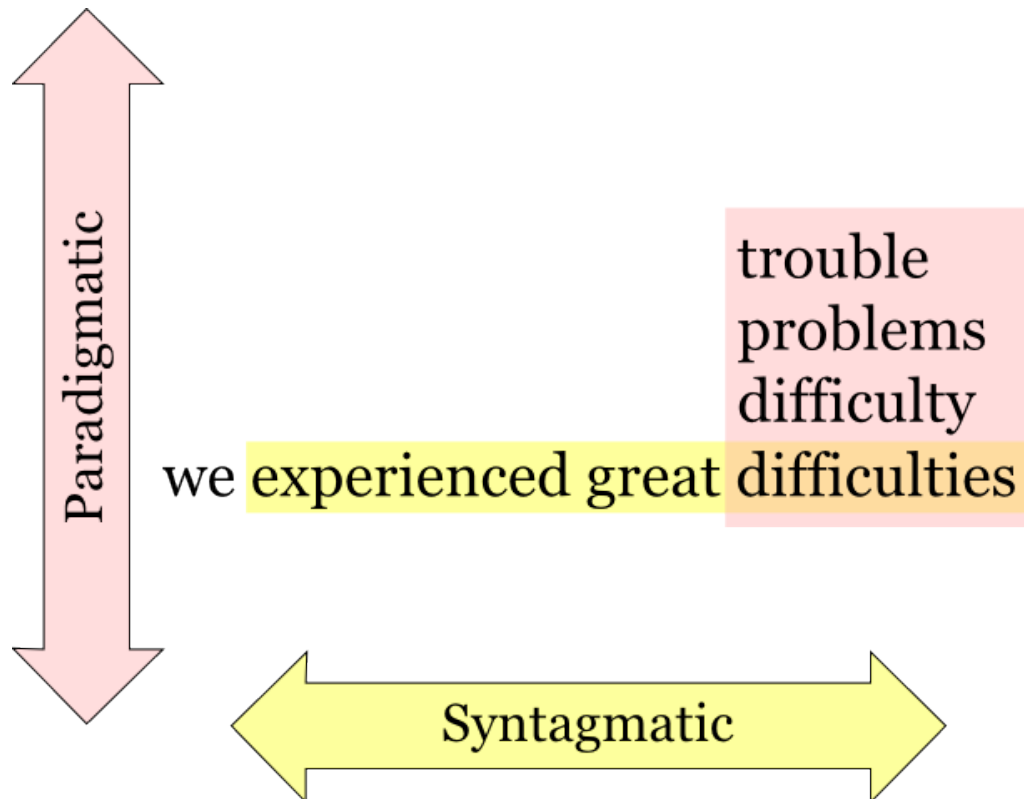 Paradigmatic
trouble
problems
difficulty
we experienced great difficulties
Syntagmatic